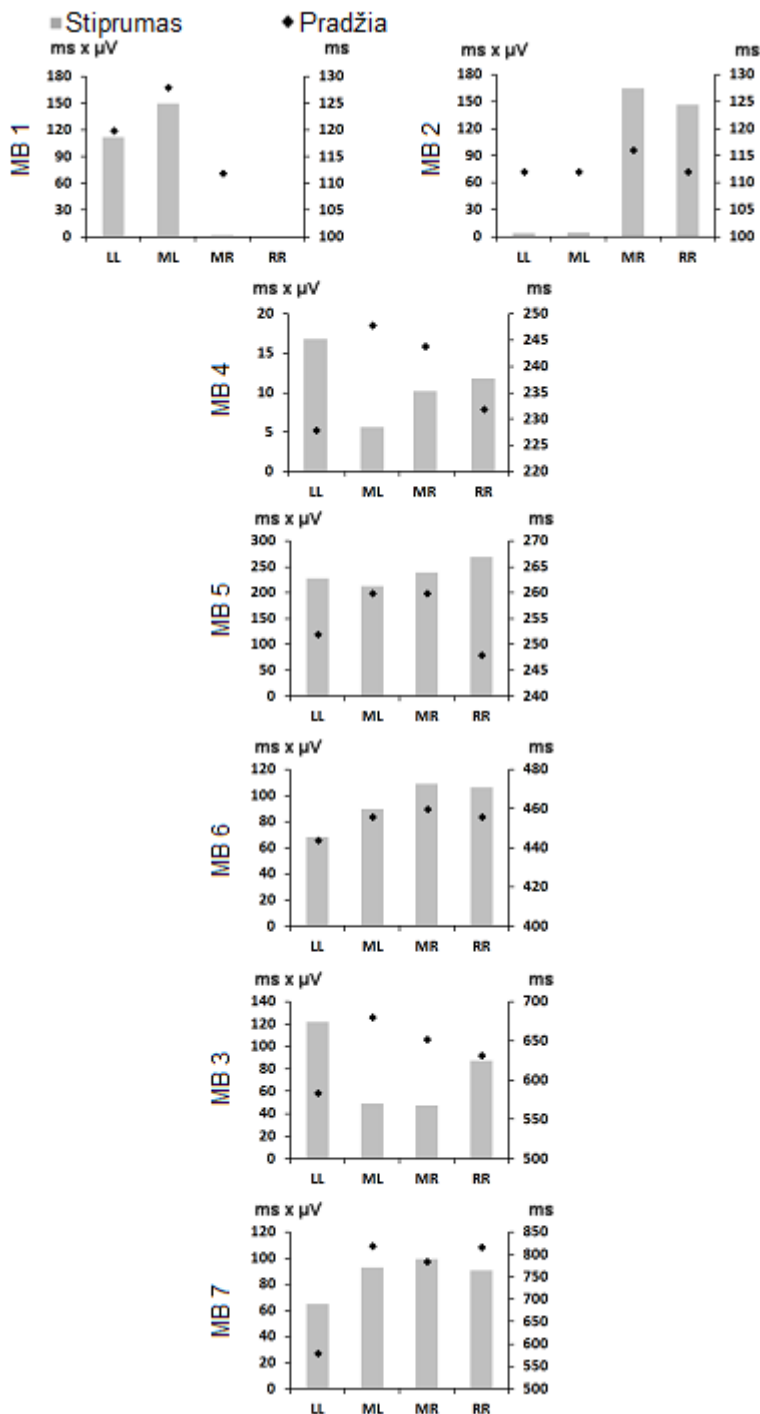 Stiprumas Pradžia
ms x µV ms
MB 1
180 130
150 125
120 120
90 115
60 110
30 105
0 100
LL ML MR RR
ms x µV ms
MB 2
180 130
150 125
120 120
90 115
60 110
30 105
0 100
LL ML MR RR
ms x µV ms
MB 4
20 250
245
15 240
10 235
230
5 225
0 220
LL ML MR RR
ms x µV ms
MB 5
300 270
250 265
200 260
150 255
100 250
50 245
0 240
LL ML MR RR
ms x µV ms
MB 6
120 480
100
80 460
60 440
40 420
20
0 400
LL ML MR RR
ms x µV ms
MB 3
140 700
120
100 650
80 600
60
40 550
20
0 500
LL ML MR RR
ms x µV ms
MB 7
120 850
100 800
80 750
700
60 650
40 600
20 550
0 500
LL ML MR RR